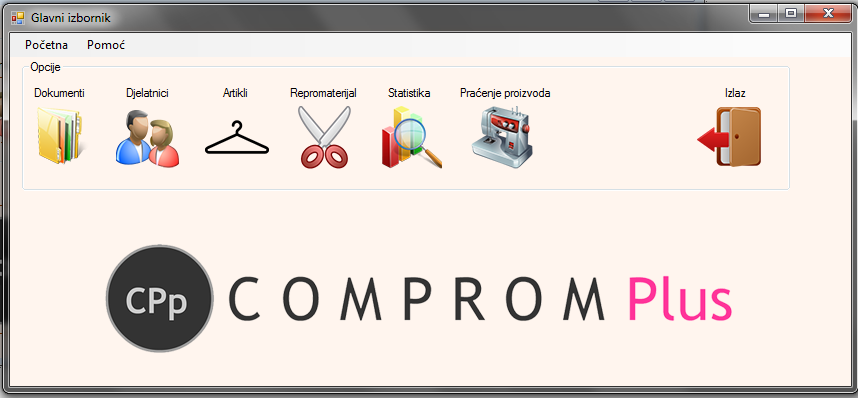 Glavni izbornik
Početna Pomoć
Opcije
Dokumenti Djelatnici Artikli Repromaterijal Statistika Praćenje proizvoda Izlaz
CPp COMPROM Plus